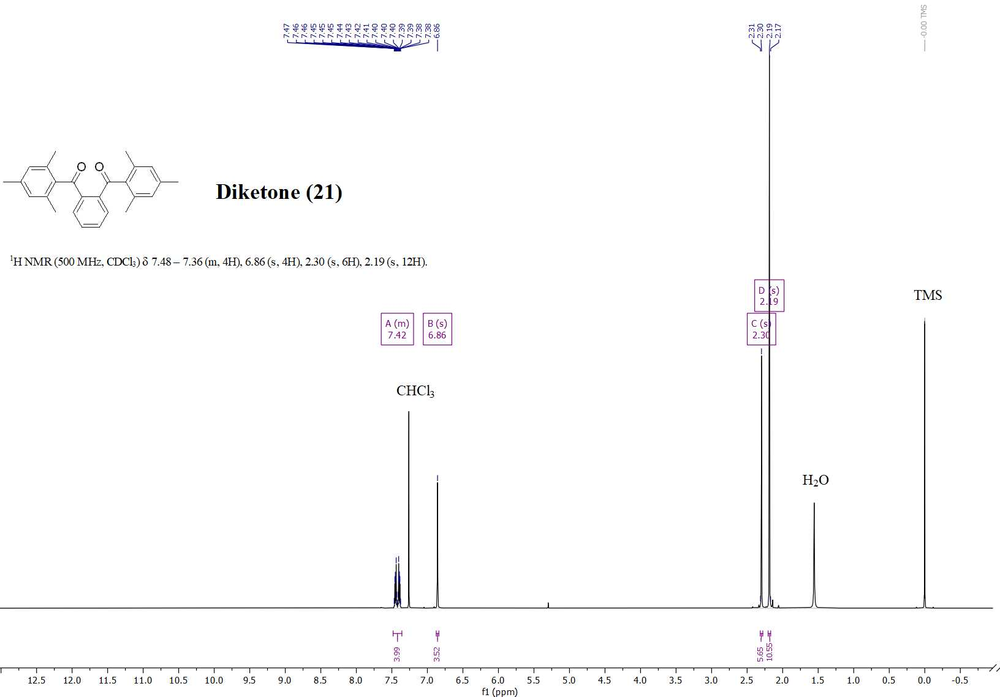 7.47
7.46
7.46
7.45
7.45
7.45
7.44
7.43
7.42
7.41
7.40
7.40
7.40
7.39
7.39
7.38
7.38
6.86
2.31
2.30
2.19
2.17
-0.00 TMS
O O
Diketone (21)
¹H NMR (500 MHz, CDCl₃) δ 7.48 – 7.36 (m, 4H), 6.86 (s, 4H), 2.30 (s, 6H), 2.19 (s, 12H).
D (s)
2.19
TMS
A (m)
7.42
B (s)
6.86
C (s)
2.30
CHCl₃
H₂O
3.99
3.52
5.65
10.55
12.5 12.0 11.5 11.0 10.5 10.0 9.5 9.0 8.5 8.0 7.5 7.0 6.5 6.0 5.5 5.0 4.5 4.0 3.5 3.0 2.5 2.0 1.5 1.0 0.5 0.0 -0.5
f1 (ppm)